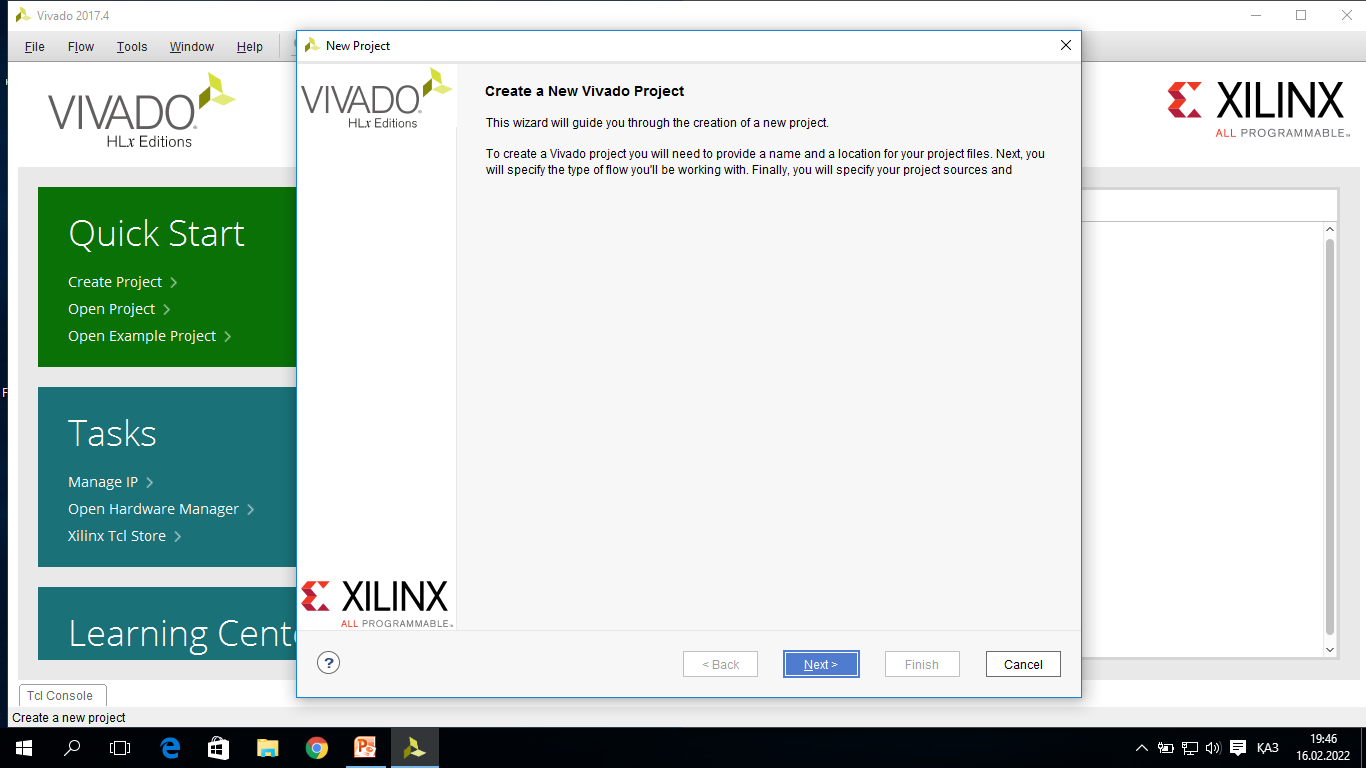 Vivado 2017.4
File Flow Tools Window Help
VIVADO
HLx Editions
XILINX
ALL PROGRAMMABLE™
Quick Start
Create Project
Open Project
Open Example Project
Tasks
Manage IP
Open Hardware Manager
Xilinx Tcl Store
Learning Cent
New Project
VIVADO
HLx Editions
Create a New Vivado Project
This wizard will guide you through the creation of a new project.
To create a Vivado project you will need to provide a name and a location for your project files. Next, you
will specify the type of flow you'll be working with. Finally, you will specify your project sources and
XILINX
ALL PROGRAMMABLE™
?
< Back Next > Finish Cancel
Tcl Console
Create a new project
ҚАЗ
19:46
16.02.2022